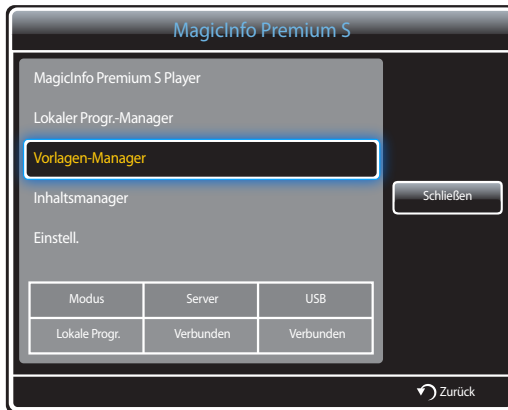 MagicInfo Premium S
MagicInfo Premium S Player
Lokaler Progr.-Manager
Vorlagen-Manager
Inhaltsmanager
Schließen
Einstell.
Modus Server USB
Lokale Progr. Verbunden Verbunden
Zurück